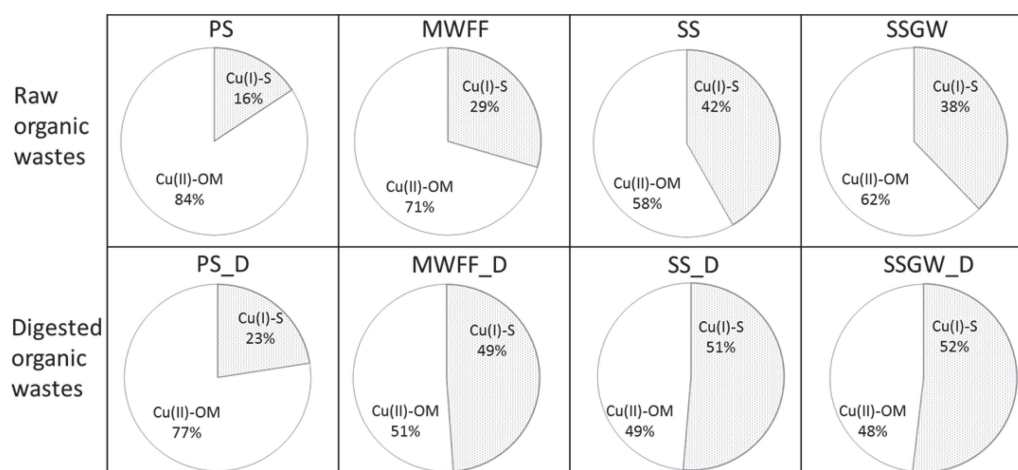 PS
MWFF
SS
SSGW
Raw
organic
wastes
Cu(I)-S
16%
Cu(II)-OM
84%
Cu(I)-S
29%
Cu(II)-OM
71%
Cu(I)-S
42%
Cu(II)-OM
58%
Cu(I)-S
38%
Cu(II)-OM
62%
PS_D
MWFF_D
SS_D
SSGW_D
Digested
organic
wastes
Cu(I)-S
23%
Cu(II)-OM
77%
Cu(I)-S
49%
Cu(II)-OM
51%
Cu(I)-S
51%
Cu(II)-OM
49%
Cu(I)-S
52%
Cu(II)-OM
48%